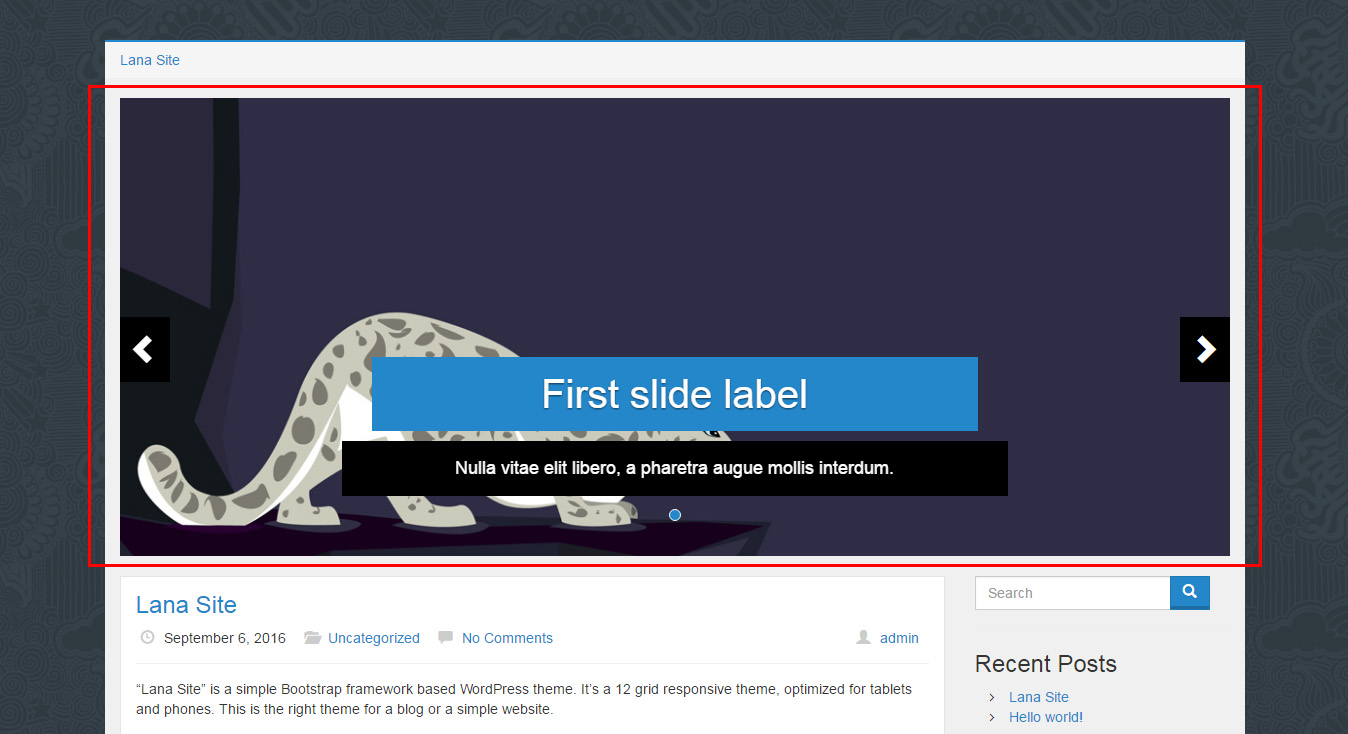 Lana Site
First slide label
Nulla vitae elit libero, a pharetra augue mollis interdum.
Lana Site
September 6, 2016 Uncategorized No Comments admin
“Lana Site” is a simple Bootstrap framework based WordPress theme. It’s a 12 grid responsive theme, optimized for tablets
and phones. This is the right theme for a blog or a simple website.
Search
Recent Posts
Lana Site
Hello world!